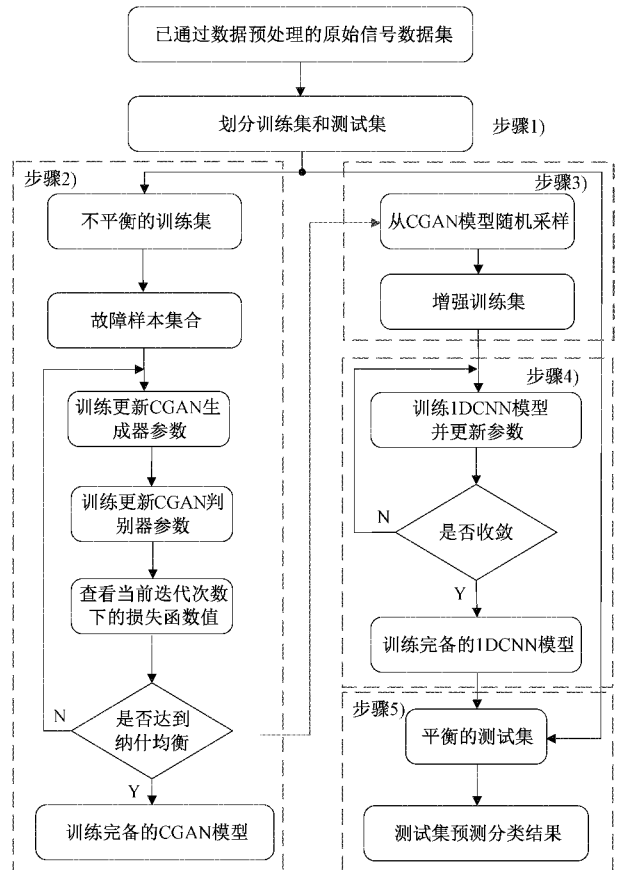 已通过数据预处理的原始信号数据集
划分训练集和测试集
步骤1)
步骤2)
不平衡的训练集
故障样本集合
训练更新CGAN生
成器参数
训练更新CGAN判
别器参数
查看当前迭代次数
下的损失函数值
N
是否达到
纳什均衡
Y
训练完备的CGAN模型
步骤3)
从CGAN模型随机采样
增强训练集
步骤4)
训练1DCNN模型
并更新参数
N
是否收敛
Y
训练完备的1DCNN模型
步骤5)
平衡的测试集
测试集预测分类结果